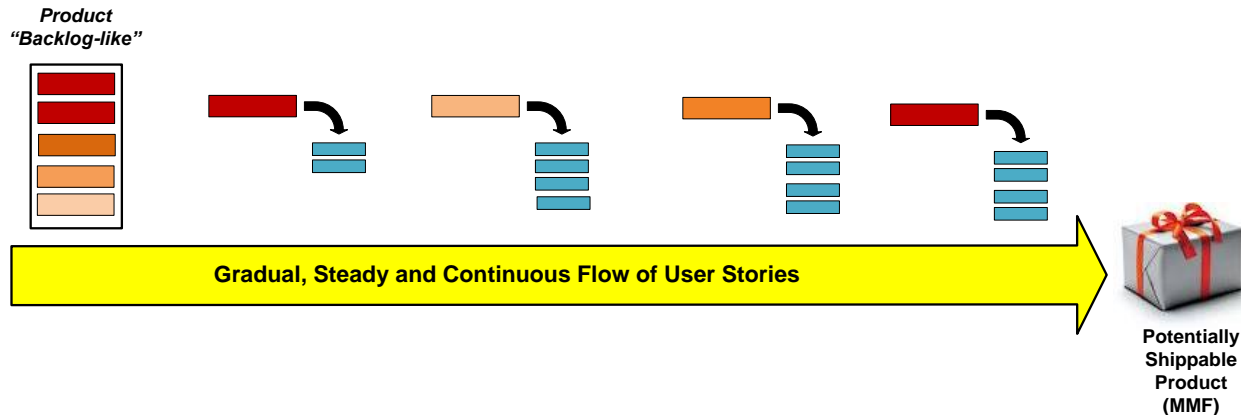 Product
“Backlog-like”
Gradual, Steady and Continuous Flow of User Stories
Potentially
Shippable
Product
(MMF)